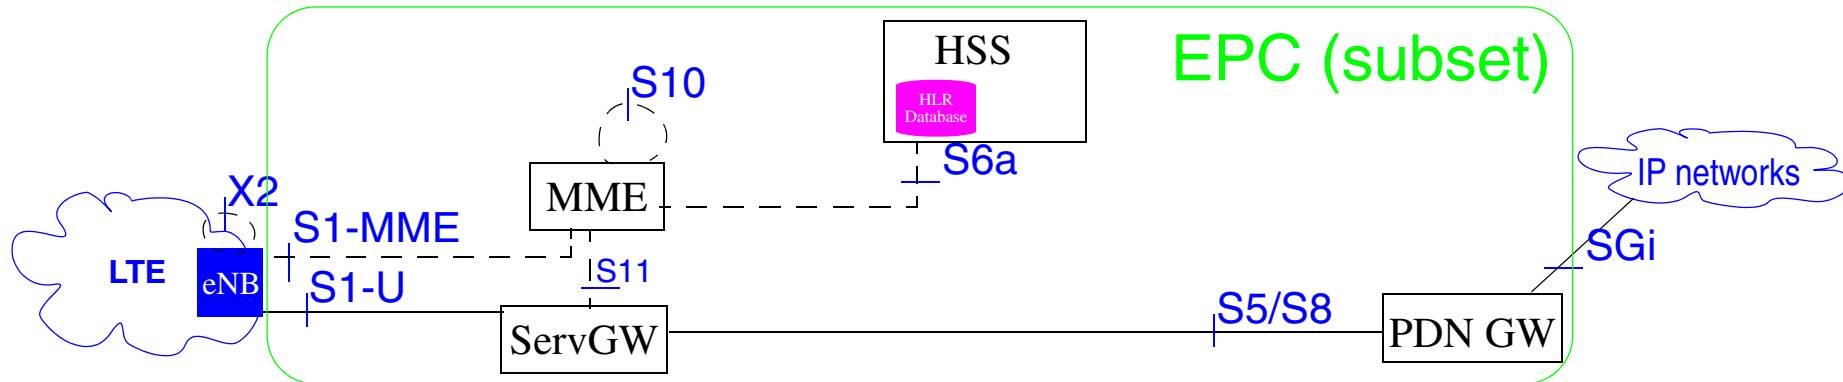 HSS
EPC (subset)
HLR
Database
S10
S6a
IP networks
X2
MME
S1-MME
LTE
eNB
S11
SGi
S1-U
S5/S8
ServGW
PDN GW